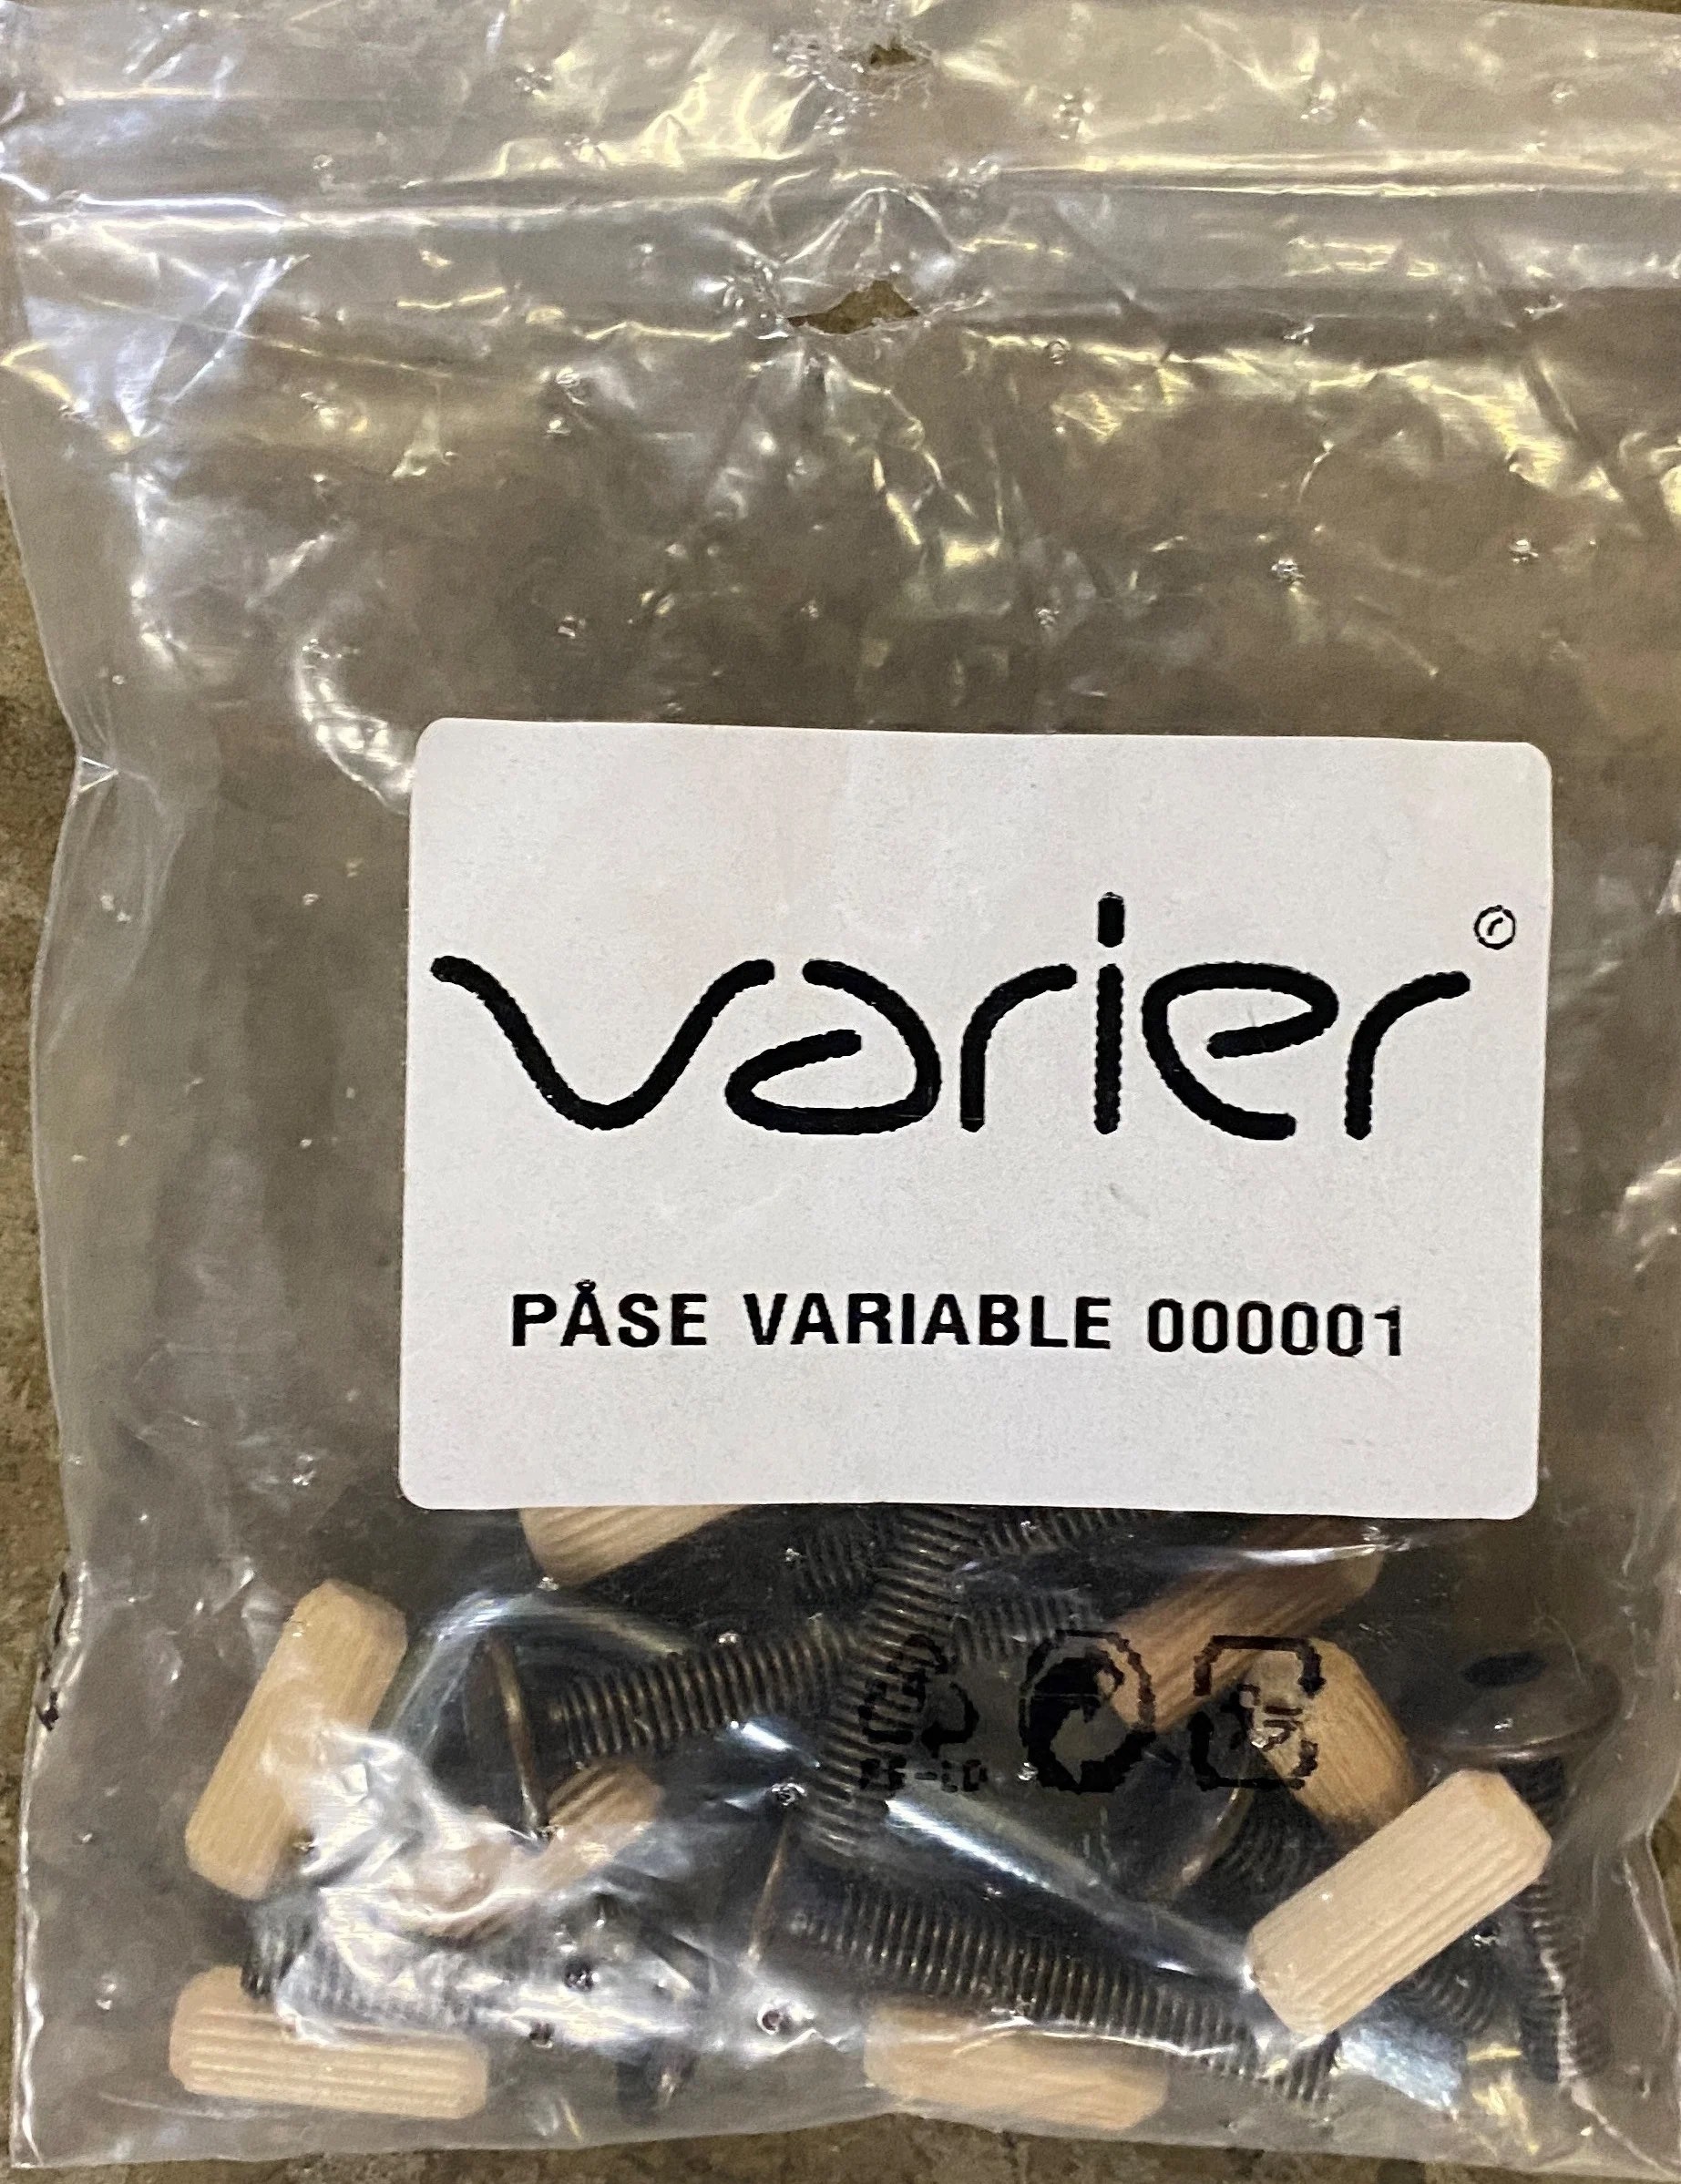 varier
PÅSE VARIABLE 000001